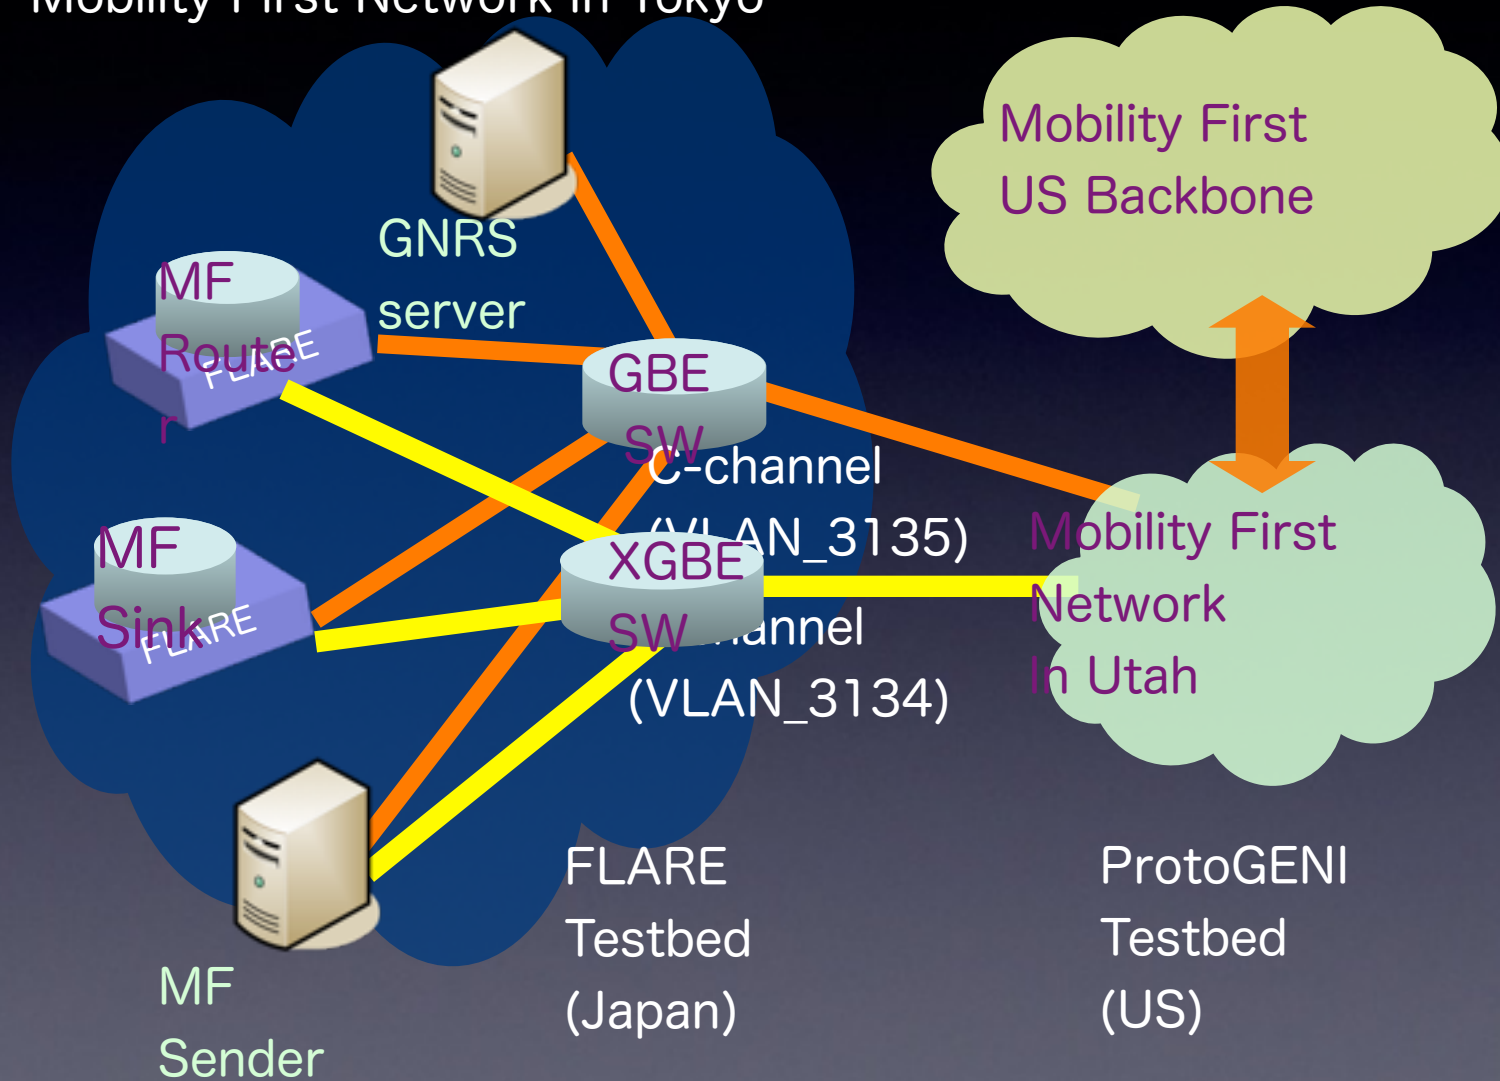 Mobility First Network in Tokyo
GNRS
server
MF
Route
r
FLARE
MF
Sink
FLARE
MF
Sender
GBE
SW
C-channel
(VLAN_3135)
XGBE
SW
(VLAN_3134)
Mobility First
US Backbone
Mobility First
Network
In Utah
FLARE
Testbed
(Japan)
ProtoGENI
Testbed
(US)